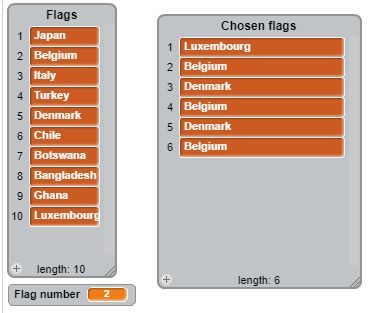 Flags
1 Japan
2 Belgium
3 Italy
4 Turkey
5 Denmark
6 Chile
7 Botswana
8 Bangladesh
9 Ghana
10 Luxembourg
+ length: 10
Flag number 2
Chosen flags
1 Luxembourg
2 Belgium
3 Denmark
4 Belgium
5 Denmark
6 Belgium
+ length: 6